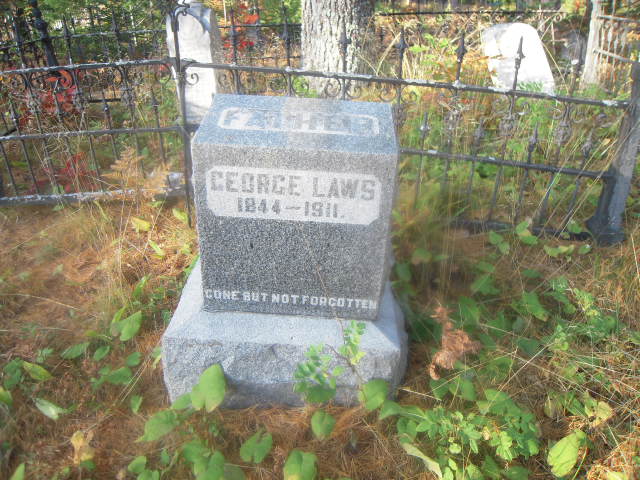 FATHER
GEORGE LAWS
1844 – 1911.
GONE BUT NOT FORGOTTEN